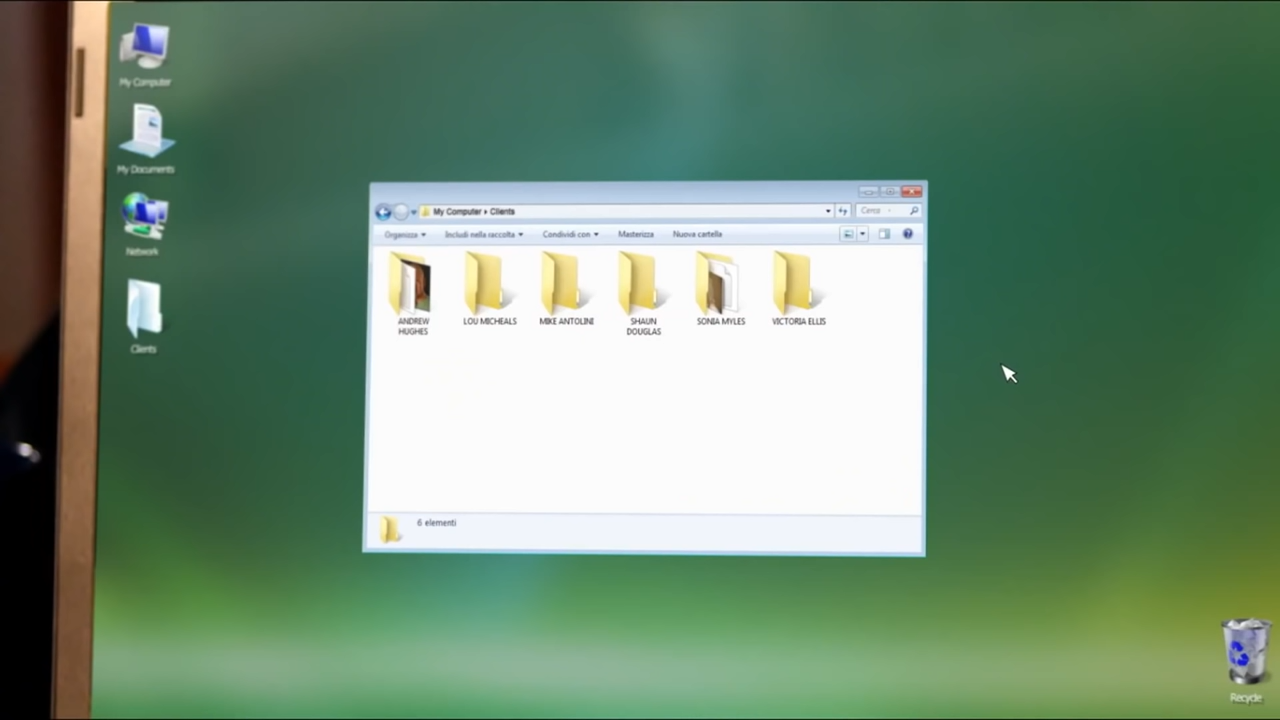 My Computer
My Documents
Network
Clients
My Computer Clients
Cerca
Organizza
Includi nella raccolta
Condividi con
Masterizza
Nuova cartella
ANDREW
HUGHES
LOU MICHEALS
MIKE ANTOLINI
SHAUN
DOUGLAS
SONIA MYLES
VICTORIA ELLIS
6 elementi
Recycle